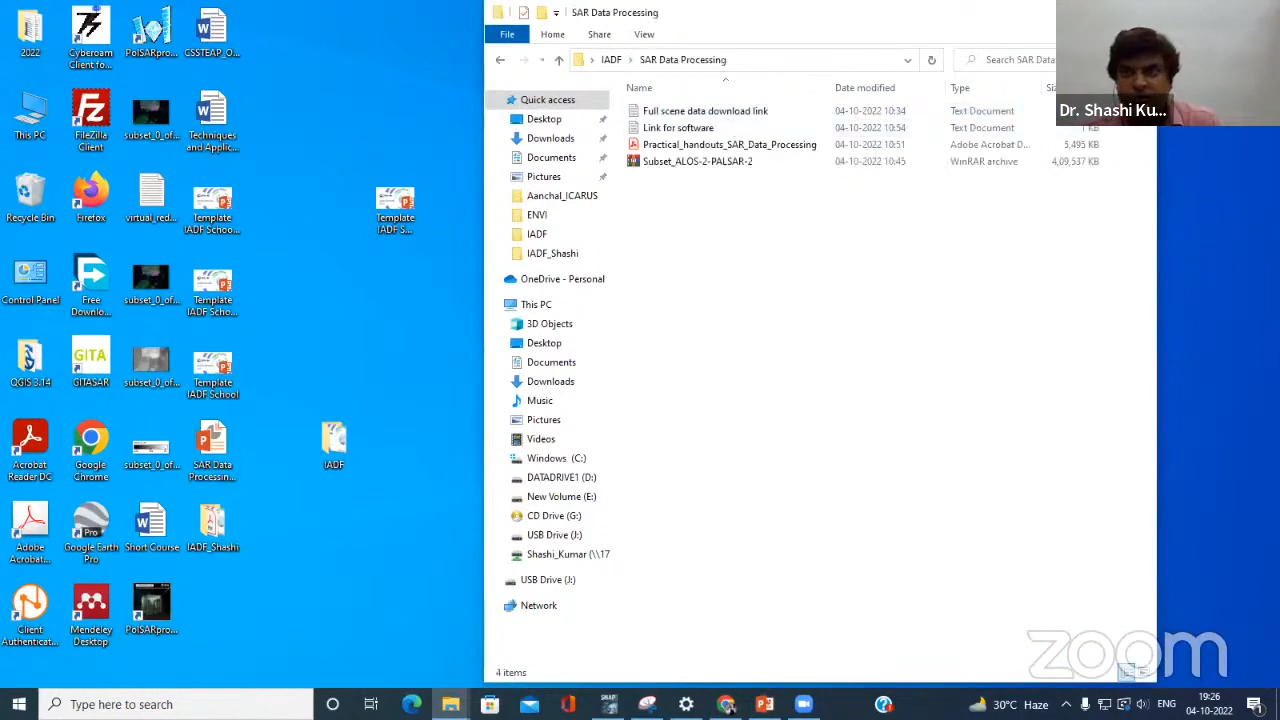 2022
Cyberoam
Client fo...
PolSARpro...
CSSTEAP_O...
This PC
FileZilla
Client
subset_0_of...
Techniques
and Applic...
Recycle Bin
Firefox
virtual_red...
Template
IADF Schoo...
Template
IADF S...
Control Panel
Free
Downlo...
subset_0_of...
Template
IADF Scho...
QGIS 3.14
GITA
GITASAR
subset_0_of...
Template
IADF School
Acrobat
Reader DC
Google
Chrome
subset_0_of...
SAR Data
Processin...
IADF
Adobe
Acrobat...
Pro
Google Earth
Pro
Short Course
IADF_Shashi
Client
Authenticat...
Mendeley
Desktop
PolSARpro...
SAR Data Processing
File Home Share View
IADF SAR Data Processing
Search SAR Data
Name Date modified Type Si
Full scene data download link 04-10-2022 10:34 Text Document
Link for software 04-10-2022 10:54 Text Document 1 KB
Practical_handouts_SAR_Data_Processing 04-10-2022 10:51 Adobe Acrobat D... 5,495 KB
Subset_ALOS-2-PALSAR-2 04-10-2022 10:45 WinRAR archive 4,09,537 KB
Quick access
Desktop
Downloads
Documents
Pictures
Aanchal_ICARUS
ENVI
IADF
IADF_Shashi
OneDrive - Personal
This PC
3D Objects
Desktop
Documents
Downloads
Music
Pictures
Videos
Windows (C:)
DATADRIVE1 (D:)
New Volume (E:)
CD Drive (G:)
USB Drive (J:)
Shashi_Kumar (\\17
USB Drive (J:)
Network
4 items
Dr. Shashi Ku...
zoom
Type here to search
SNAP
30°C Haze
19:26
04-10-2022
1